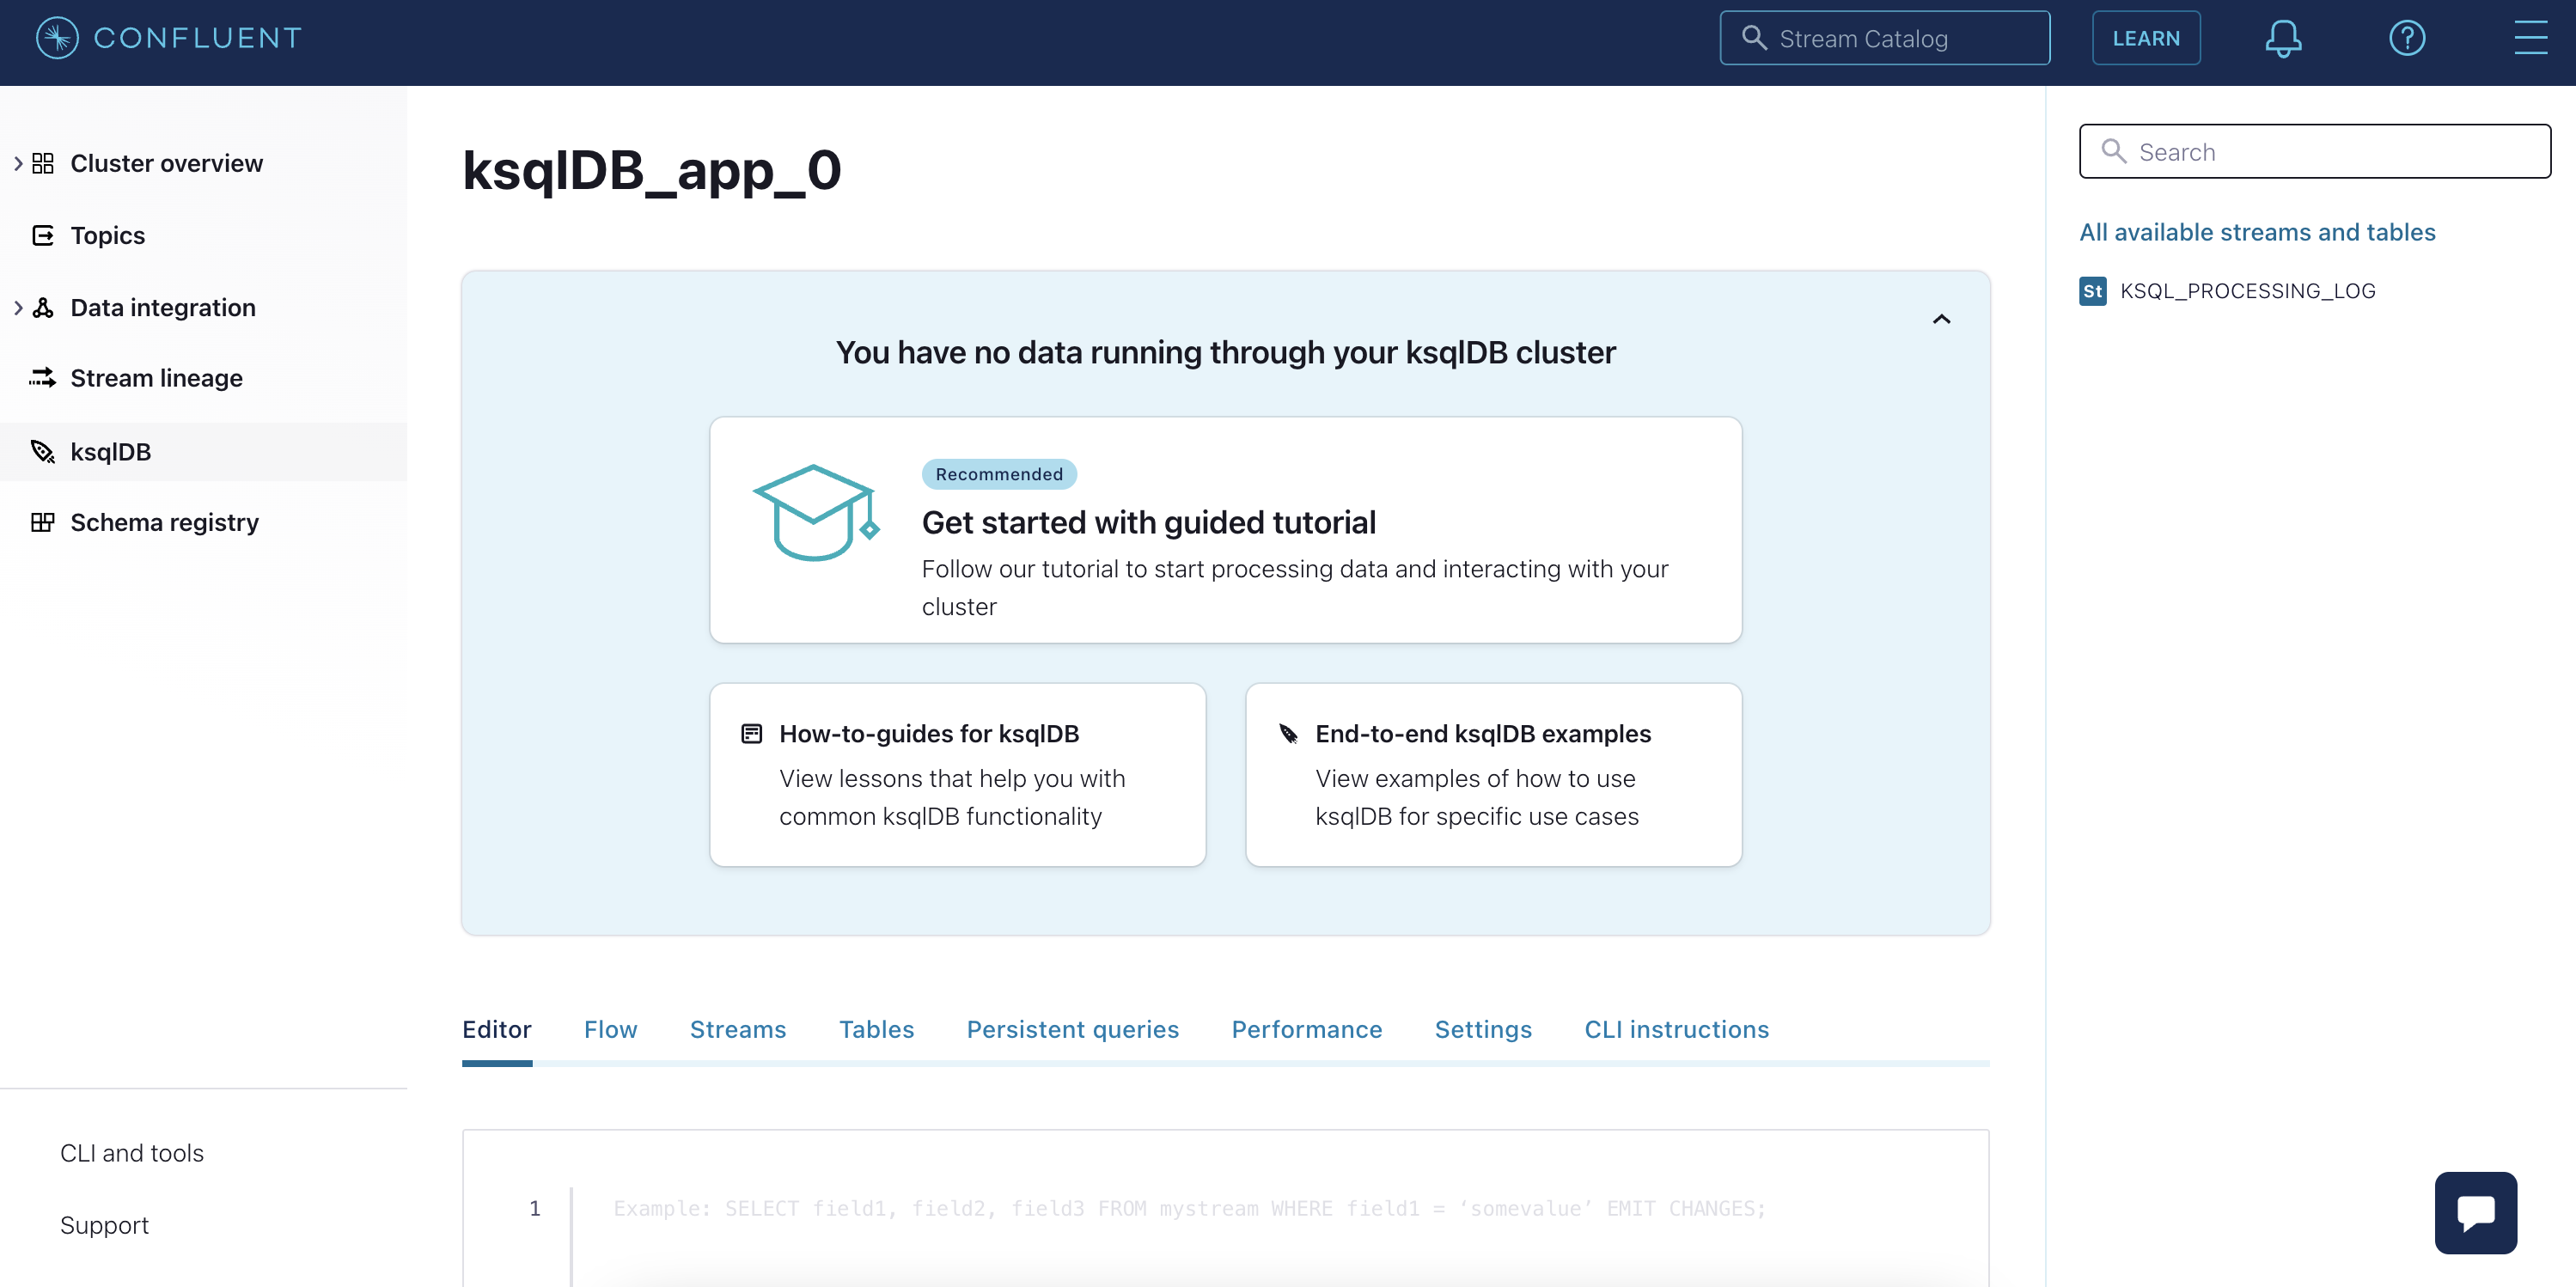 CONFLUENT
Stream Catalog
LEARN
Cluster overview
Topics
Data integration
Stream lineage
ksqlDB
Schema registry
CLI and tools
Support
ksqlDB_app_0
You have no data running through your ksqlDB cluster
Recommended
Get started with guided tutorial
Follow our tutorial to start processing data and interacting with your
cluster
How-to-guides for ksqlDB
View lessons that help you with
common ksqlDB functionality
End-to-end ksqlDB examples
View examples of how to use
ksqlDB for specific use cases
Editor Flow Streams Tables Persistent queries Performance Settings CLI instructions
1 Example: SELECT field1, field2, field3 FROM mystream WHERE field1 = ‘somevalue’ EMIT CHANGES;
Search
All available streams and tables
St KSQL_PROCESSING_LOG